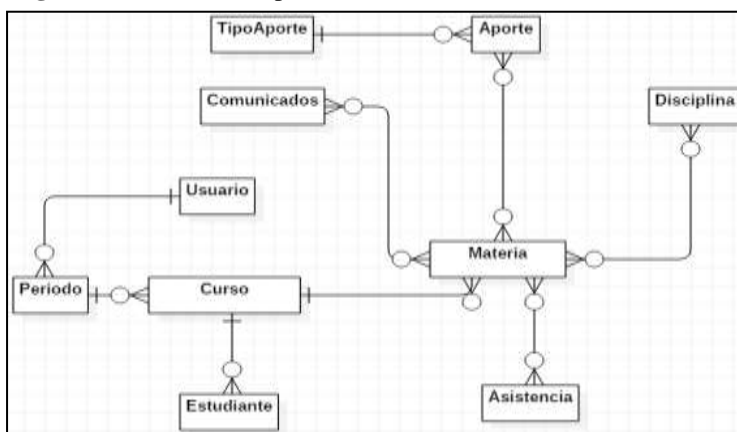 TipoAporte
Aporte
Comunicados
Disciplina
Usuario
Materia
Periodo
Curso
Estudiante
Asistencia